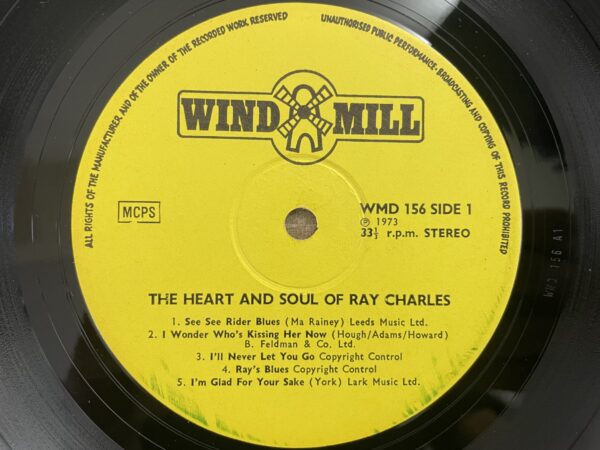 ALL RIGHTS OF THE MANUFACTURER AND OF THE OWNER OF THE RECORDED WORK RESERVED
UNAUTHORISED PUBLIC PERFORMANCE, BROADCASTING AND COPYING OF THIS RECORD PROHIBITED
WIND MILL
MCPS
WMD 156 SIDE 1
Ⓟ 1973
33⅓ r.p.m. STEREO
WMD 156 A1
THE HEART AND SOUL OF RAY CHARLES
1. See See Rider Blues (Ma Rainey) Leeds Music Ltd.
2. I Wonder Who's Kissing Her Now (Hough/Adams/Howard)
B. Feldman & Co. Ltd.
3. I'll Never Let You Go Copyright Control
4. Ray's Blues Copyright Control
5. I'm Glad For Your Sake (York) Lark Music Ltd.